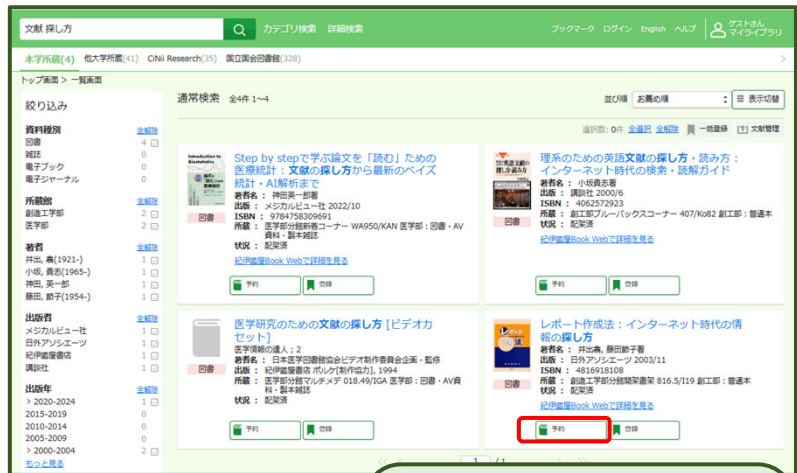 文献 探し方
カテゴリ検索 詳細検索
ブックマーク ログイン English ヘルプ
ゲストさん
マイライブラリ
本学所蔵(4) 他大学所蔵(41) CiNii Research(35) 国立国会図書館(328)
トップ画面 > 一覧画面
絞り込み
資料種別 全解除
図書 4
雑誌 0
電子ブック 0
電子ジャーナル 0
所蔵館 全解除
創造工学部 2
医学部 2
著者 全解除
井出, 翕(1921-) 1
小坂, 貴志(1965-) 1
神田, 英一郎 1
藤田, 節子(1954-) 1
出版者 全解除
メジカルビュー社 1
日外アソシエーツ 1
紀伊國屋書店 1
講談社 1
出版年 全解除
> 2020-2024 1
2015-2019 0
2010-2014 0
2005-2009 0
> 2000-2004 2
もっと見る
通常検索 全4件 1~4
並び順 お薦め順 表示切替
選択数: 0件 全選択 全解除 一括登録 文献管理
Step by stepで学ぶ論文を「読む」ための
医療統計 : 文献の探し方から最新のベイズ
統計・AI解析まで
著者名 : 神田英一郎著
出版 : メジカルビュー社 2022/10
ISBN : 9784758309691
図書
所蔵 : 医学部分館新着コーナー WA950/KAN 医学部 : 図書・AV
資料・製本雑誌
状況 : 配架済
紀伊國屋Book Webで詳細を見る
予約 登録
理系のための英語文献の探し方・読み方 :
インターネット時代の検索・読解ガイド
著者名 : 小坂貴志著
出版 : 講談社 2000/6
ISBN : 4062572923
図書
所蔵 : 創工部ブルーバックスコーナー 407/Ko82 創工部 : 普通本
状況 : 配架済
紀伊國屋Book Webで詳細を見る
予約 登録
医学研究のための文献の探し方 [ビデオカ
セット]
医学情報の達人 ; 2
著者名 : 日本医学図書館協会ビデオ制作委員会企画・監修
図書
出版 : 紀伊國屋書店 ポルケ[制作協力], 1994
所蔵 : 医学部分館マルチメデ 018.49/IGA 医学部 : 図書・AV資
料・製本雑誌
状況 : 配架済
予約 登録
レポート作成法 : インターネット時代の情
報の探し方
著者名 : 井出翕, 藤田節子著
出版 : 日外アソシエーツ 2003/11
ISBN : 4816918108
図書
所蔵 : 創造工学部分館開架書架 816.5/I19 創工部 : 普通本
状況 : 配架済
紀伊國屋Book Webで詳細を見る
予約 登録
1 / 1